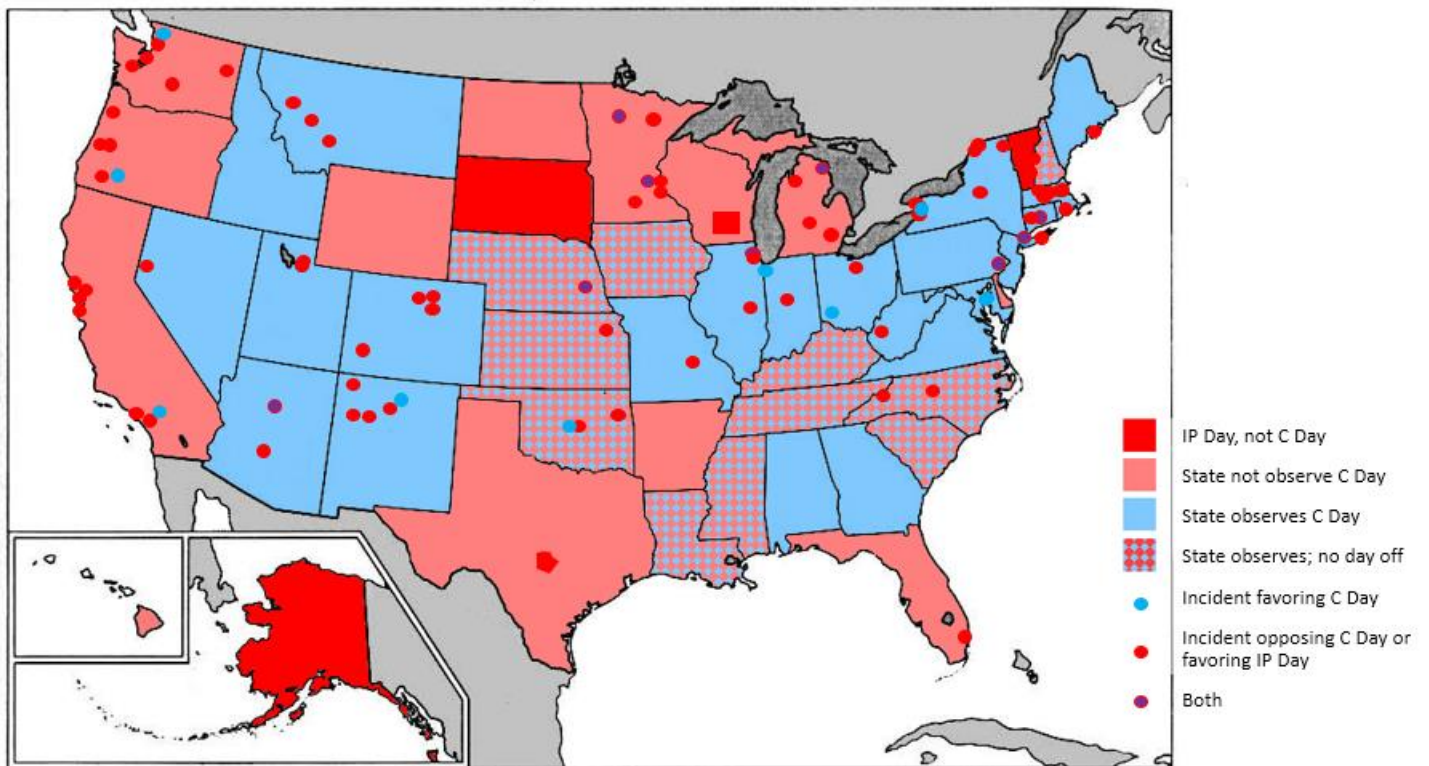 IP Day, not C Day
State not observe C Day
State observes C Day
State observes; no day off
Incident favoring C Day
Incident opposing C Day or
favoring IP Day
Both